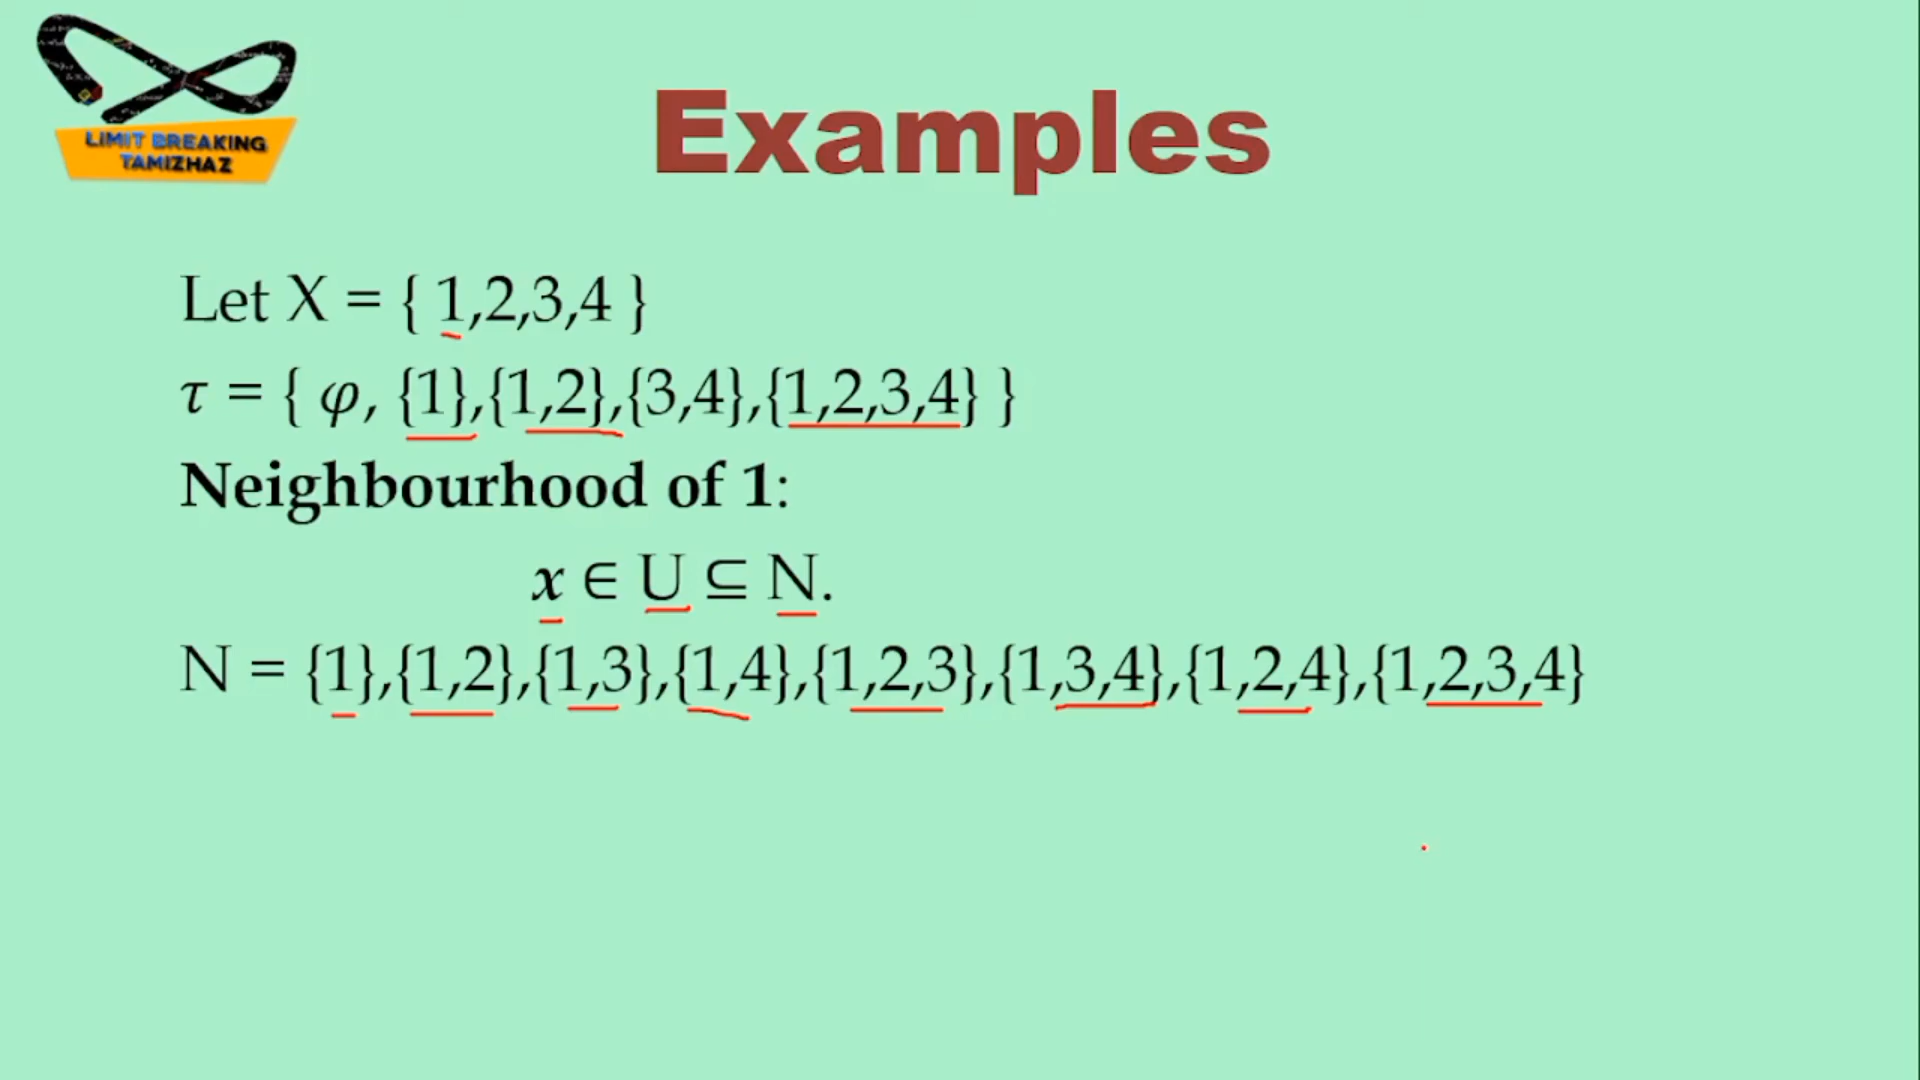 LIMIT BREAKING
TAMIZHAZ
Examples
Let X = { 1,2,3,4 }
τ = { φ, {1},{1,2},{3,4},{1,2,3,4} }
Neighbourhood of 1:
x ∈ U ⊆ N.
N = {1},{1,2},{1,3},{1,4},{1,2,3},{1,3,4},{1,2,4},{1,2,3,4}